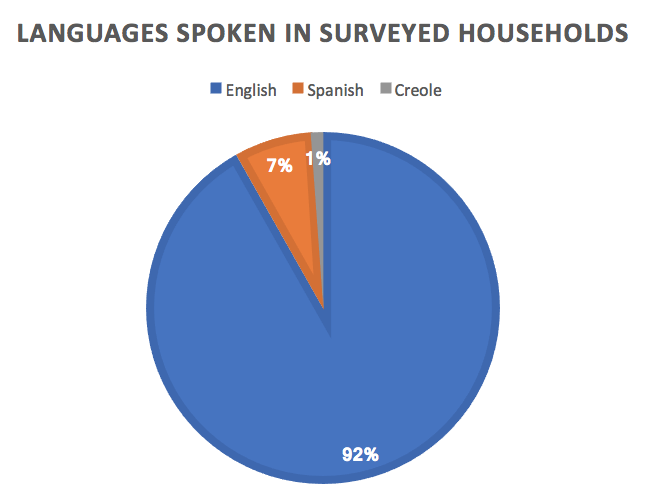 LANGUAGES SPOKEN IN SURVEYED HOUSEHOLDS
English Spanish Creole
7% 1%
92%